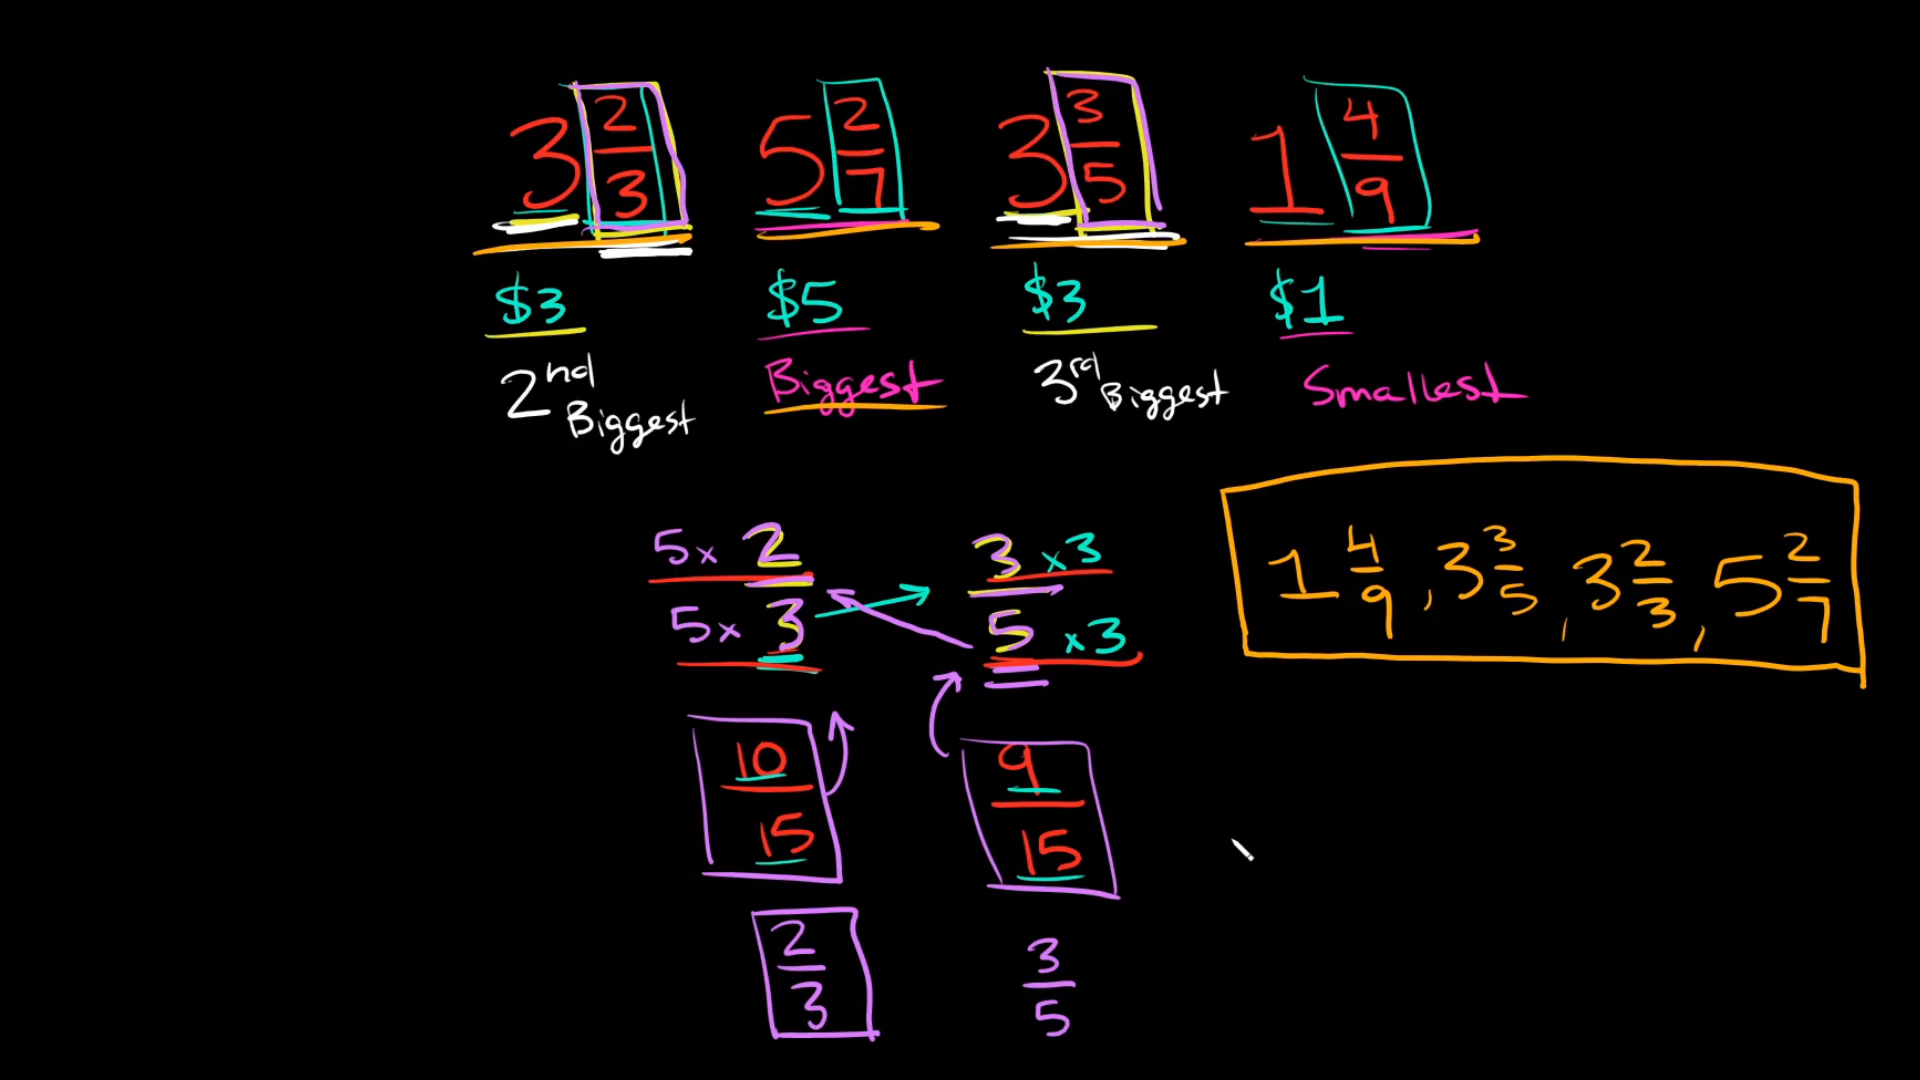 3 2/3 5 2/7 3 3/5 1 4/9
$3 $5 $3 $1
2nd Biggest Biggest 3rd Biggest Smallest
5 x 2 3 x 3
5 x 3 5 x 3
1 4/9, 3 3/5, 3 2/3, 5 2/7
10/15 9/15
2/3 3/5